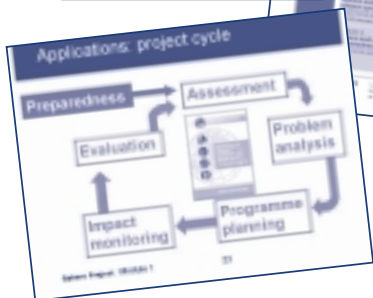 Applications: project cycle
Preparedness
Assessment
Problem
analysis
Evaluation
Programme
planning
Impact
monitoring